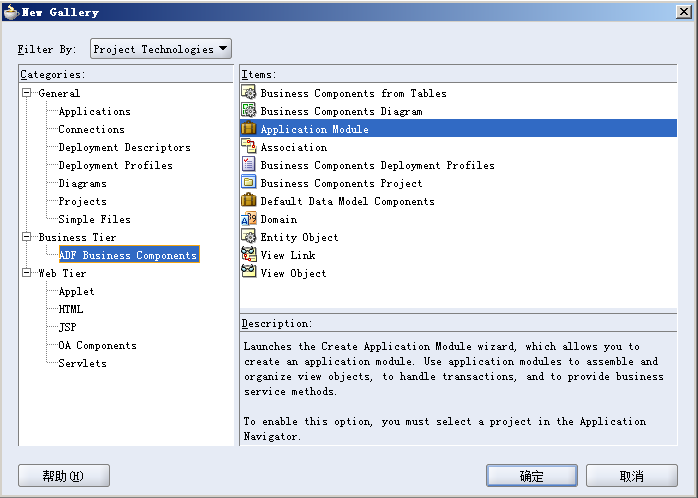 New Gallery
Filter By: Project Technologies
Categories:
General
Applications
Connections
Deployment Descriptors
Deployment Profiles
Diagrams
Projects
Simple Files
Business Tier
ADF Business Components
Web Tier
Applet
HTML
JSP
OA Components
Servlets
Items:
Business Components from Tables
Business Components Diagram
Application Module
Association
Business Components Deployment Profiles
Business Components Project
Default Data Model Components
Domain
Entity Object
View Link
View Object
Description:
Launches the Create Application Module wizard, which allows you to
create an application module. Use application modules to assemble and
organize view objects, to handle transactions, and to provide business
service methods.
To enable this option, you must select a project in the Application
Navigator.
帮助(H)
确定
取消